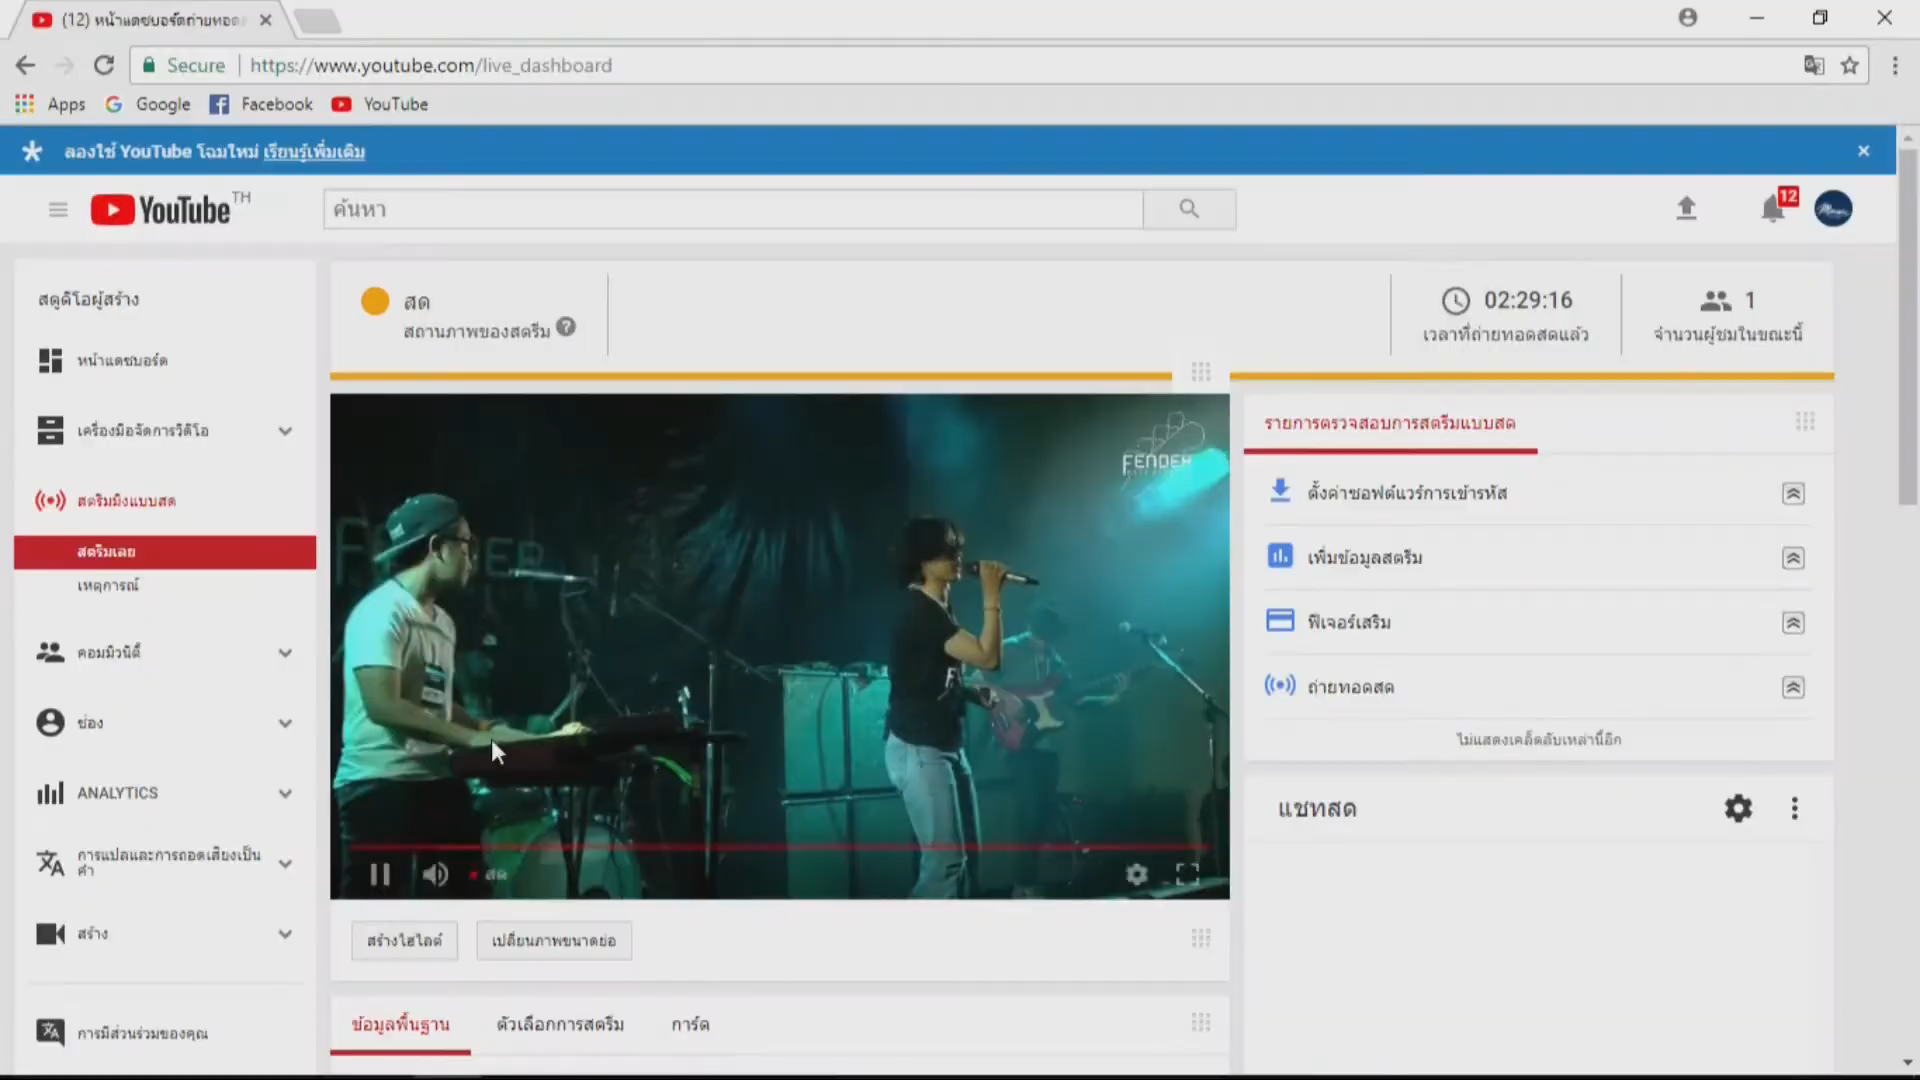 (12) หน้าแดชบอร์ดถ่ายทอด
Secure
https://www.youtube.com/live_dashboard
Apps
Google
Facebook
YouTube
ลองใช้ YouTube โฉมใหม่ เรียนรู้เพิ่มเติม
YouTube TH
ค้นหา
12
สตูดิโอผู้สร้าง
หน้าแดชบอร์ด
เครื่องมือจัดการวิดีโอ
สตรีมมิงแบบสด
สตรีมเลย
เหตุการณ์
คอมมิวนิตี้
ช่อง
ANALYTICS
การแปลและการถอดเสียงเป็น
คำ
สร้าง
การมีส่วนร่วมของคุณ
สด
สถานภาพของสตรีม
02:29:16
เวลาที่ถ่ายทอดสดแล้ว
1
จำนวนผู้ชมในขณะนี้
FENDER
สด
สร้างไฮไลต์
เปลี่ยนภาพขนาดย่อ
ข้อมูลพื้นฐาน
ตัวเลือกการสตรีม
การ์ด
รายการตรวจสอบการสตรีมแบบสด
ตั้งค่าซอฟต์แวร์การเข้ารหัส
เพิ่มข้อมูลสตรีม
ฟีเจอร์เสริม
ถ่ายทอดสด
ไม่แสดงเคล็ดลับเหล่านี้อีก
แชทสด